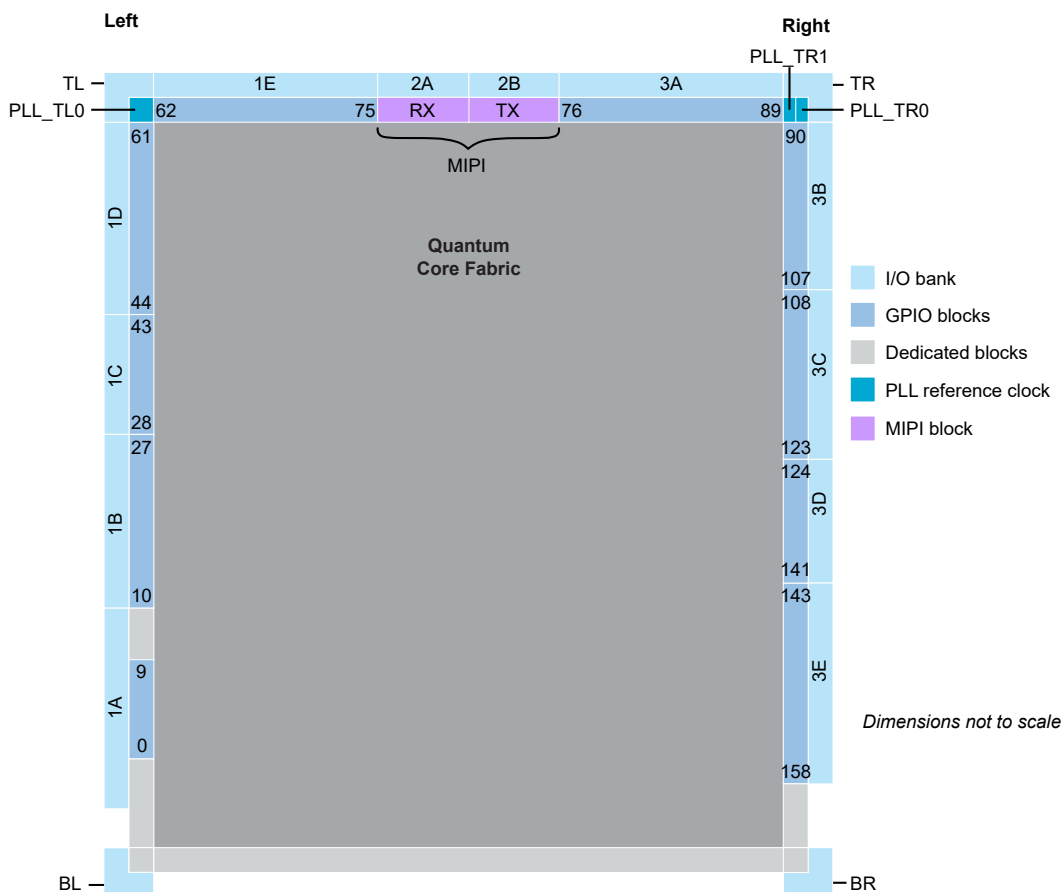 Left
Right
PLL_TR1
TL
1E
2A
2B
3A
TR
PLL_TL0
62
75
RX
TX
76
89
PLL_TR0
61
90
MIPI
1D
3B
Quantum
Core Fabric
107
I/O bank
44
108
GPIO blocks
43
Dedicated blocks
1C
3C
PLL reference clock
28
MIPI block
27
123
124
1B
3D
10
141
143
9
1A
3E
Dimensions not to scale
0
158
BL
BR